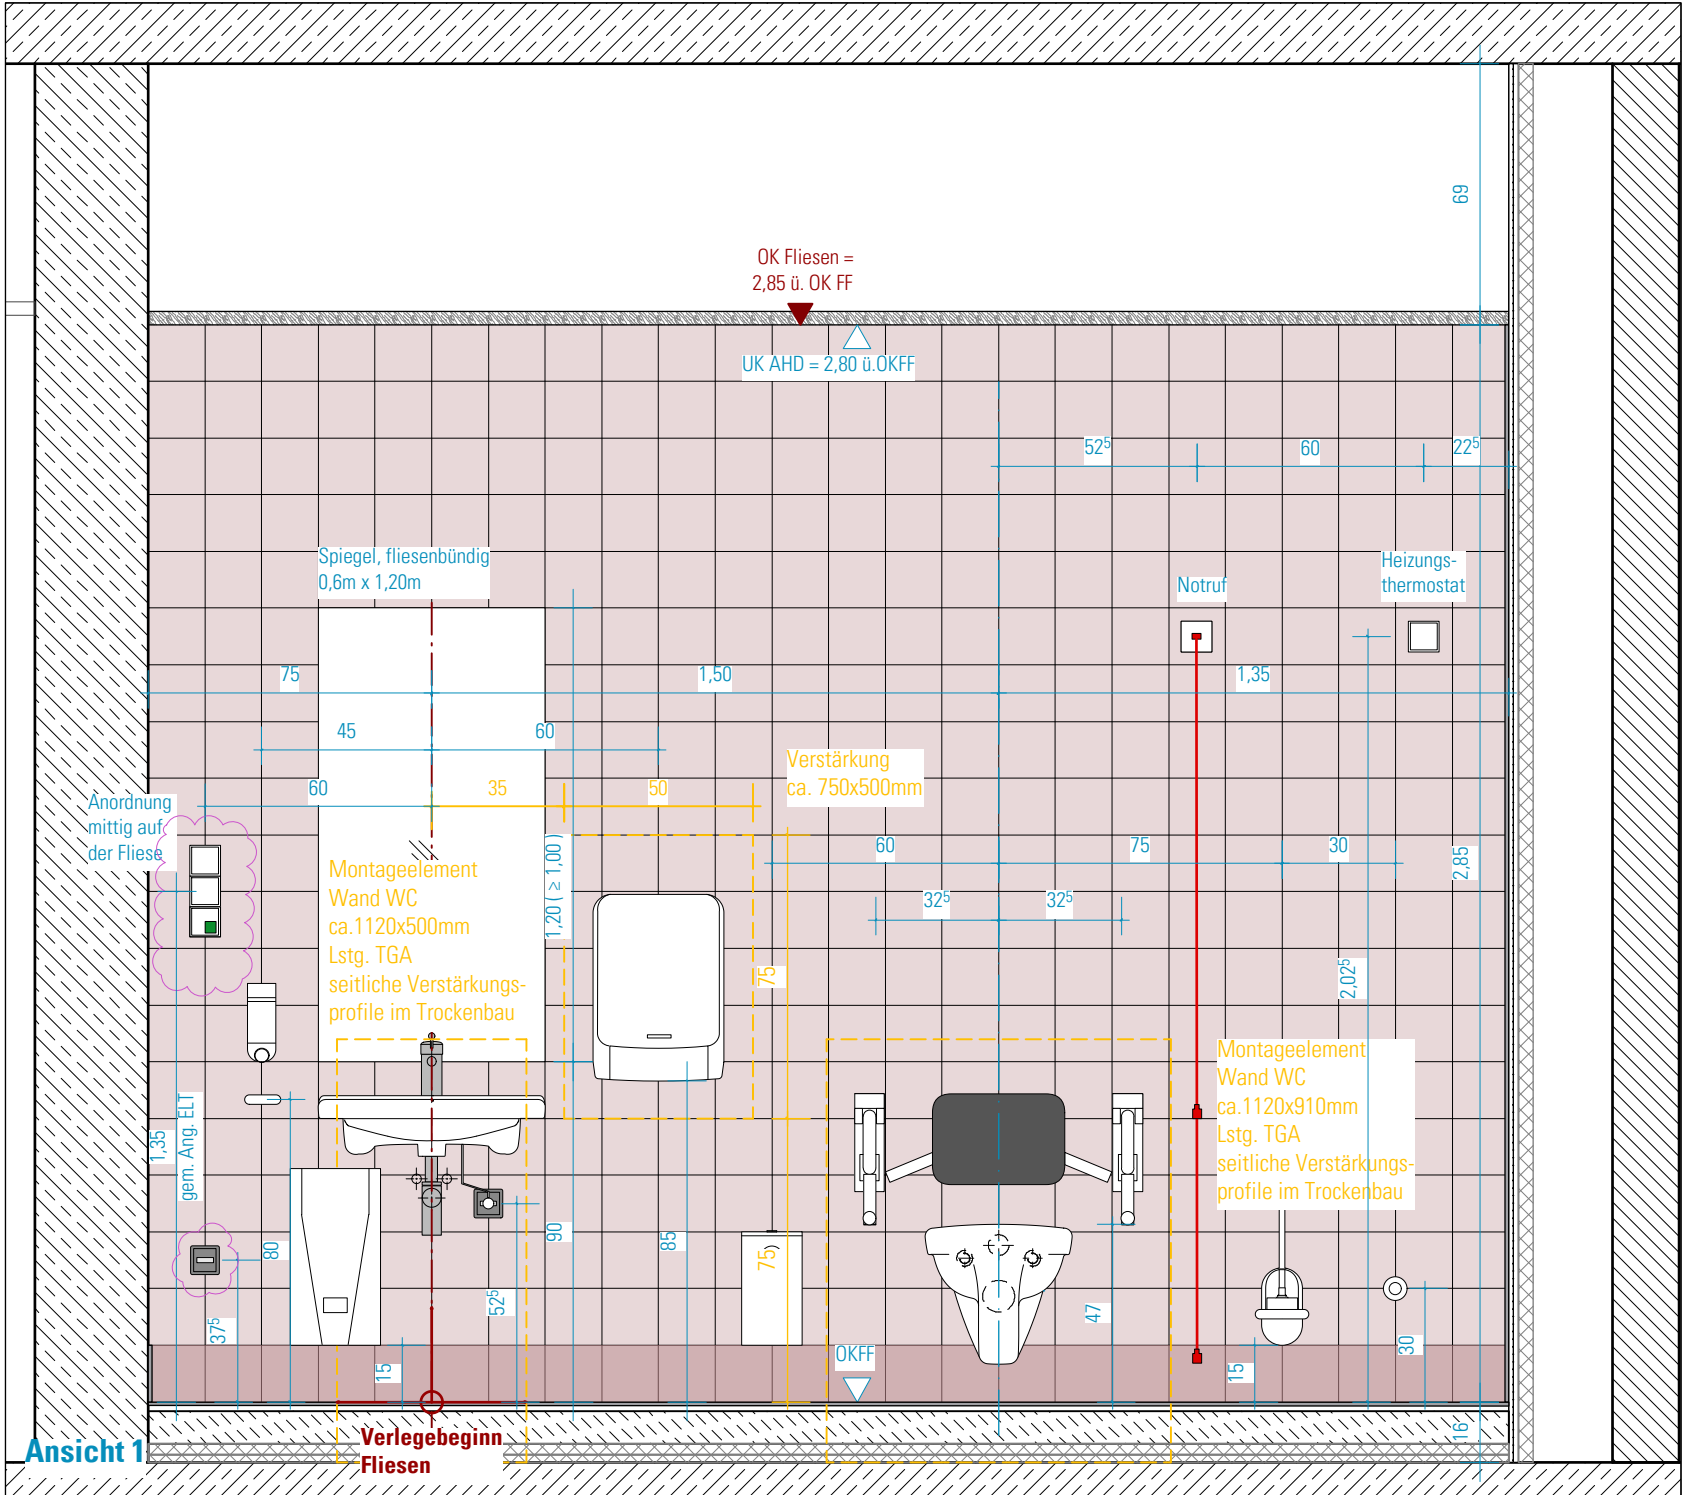 69
OK Fliesen =
2,85 ü. OK FF
UK AHD = 2,80 ü.OKFF
52⁵
60
22⁵
Spiegel, fliesenbündig
0,6m x 1,20m
Notruf
Heizungs-
thermostat
75
1,50
1,35
45
60
60
35
50
Verstärkung
ca. 750x500mm
Anordnung
mittig auf
der Fliese
Montageelement
Wand WC
ca.1120x500mm
Lstg. TGA
seitliche Verstärkungs-
profile im Trockenbau
1,20 ( ≥ 1,00 )
60
75
30
2,85
32⁵
32⁵
75
2,02⁵
Montageelement
Wand WC
ca.1120x910mm
Lstg. TGA
seitliche Verstärkungs-
profile im Trockenbau
1,35
gem. Ang. ELT
80
37⁵
15
52⁵
90
85
75
47
OKFF
15
30
16
Ansicht 1
Verlegebeginn
Fliesen